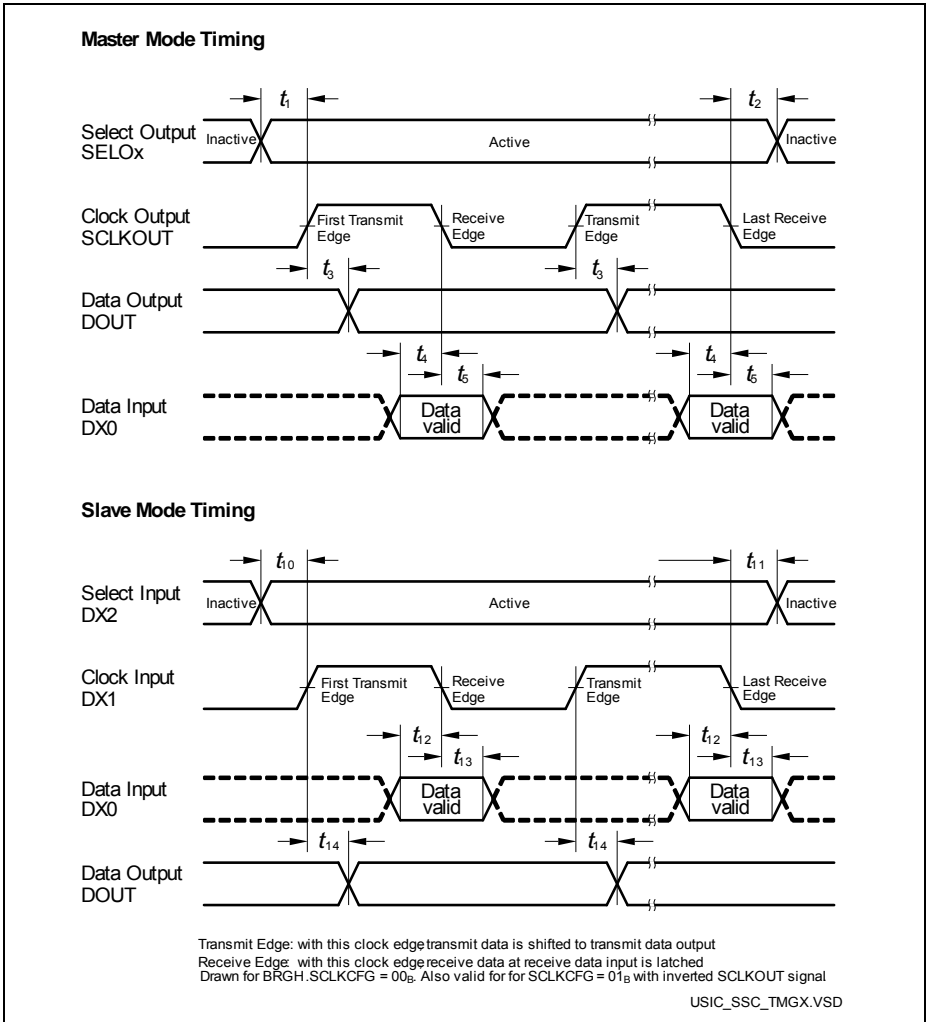 Master Mode Timing
t1
t2
Select Output
SELOx
Inactive
Active
Inactive
Clock Output
SCLKOUT
First Transmit
Edge
Receive
Edge
Transmit
Edge
Last Receive
Edge
t3
t3
Data Output
DOUT
t4
t5
t4
t5
Data Input
DX0
Data
valid
Data
valid
Slave Mode Timing
t10
t11
Select Input
DX2
Inactive
Active
Inactive
Clock Input
DX1
First Transmit
Edge
Receive
Edge
Transmit
Edge
Last Receive
Edge
t12
t13
t12
t13
Data Input
DX0
Data
valid
Data
valid
t14
t14
Data Output
DOUT
Transmit Edge: with this clock edge,transmit data is shifted to transmit data output
Receive Edge: with this clock edge,receive data at receive data input is latched
Drawn for BRGH.SCLKCFG = 00B. Also valid for for SCLKCFG = 01B with inverted SCLKOUT signal.
USIC_SSC_TMGX.VSD